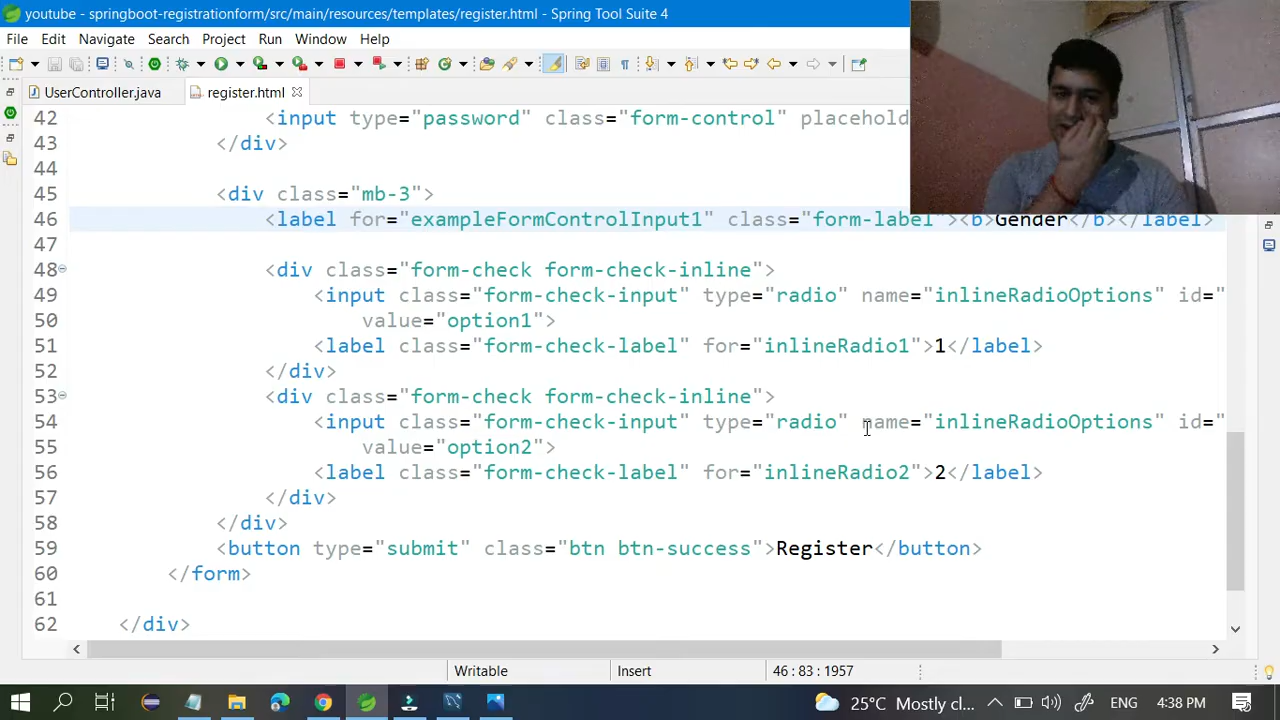 youtube - springboot-registrationform/src/main/resources/templates/register.html - Spring Tool Suite 4
File Edit Navigate Search Project Run Window Help
UserController.java register.html
42 <input type="password" class="form-control" placehold
43 </div>
44
45 <div class="mb-3">
46 <label for="exampleFormControlInput1" class="form-label"><b>Gender</b></label>
47
48 <div class="form-check form-check-inline">
49 <input class="form-check-input" type="radio" name="inlineRadioOptions" id="
50 value="option1">
51 <label class="form-check-label" for="inlineRadio1">1</label>
52 </div>
53 <div class="form-check form-check-inline">
54 <input class="form-check-input" type="radio" name="inlineRadioOptions" id="
55 value="option2">
56 <label class="form-check-label" for="inlineRadio2">2</label>
57 </div>
58 </div>
59 <button type="submit" class="btn btn-success">Register</button>
60 </form>
61
62 </div>
Writable Insert 46 : 83 : 1957
25°C Mostly cl... ENG 4:38 PM